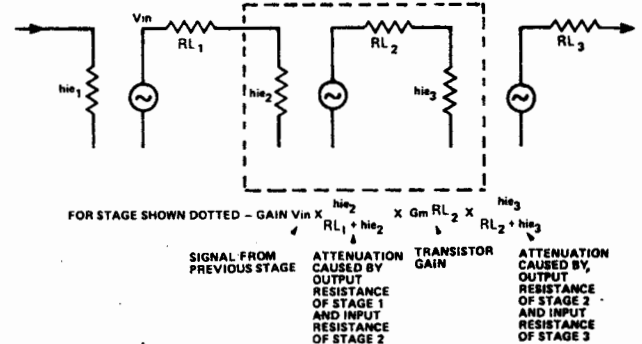 Vin
RL1
RL2
RL3
hie1
hie2
hie3
FOR STAGE SHOWN DOTTED – GAIN Vin X hie2 / RL1 + hie2 X Gm RL2 X hie3 / RL2 + hie3
SIGNAL FROM
PREVIOUS STAGE
ATTENUATION
CAUSED BY
OUTPUT
RESISTANCE
OF STAGE 1
AND INPUT
RESISTANCE
OF STAGE 2
TRANSISTOR
GAIN
ATTENUATION
CAUSED BY,
OUTPUT
RESISTANCE
OF STAGE 2
AND INPUT
RESISTANCE
OF STAGE 3